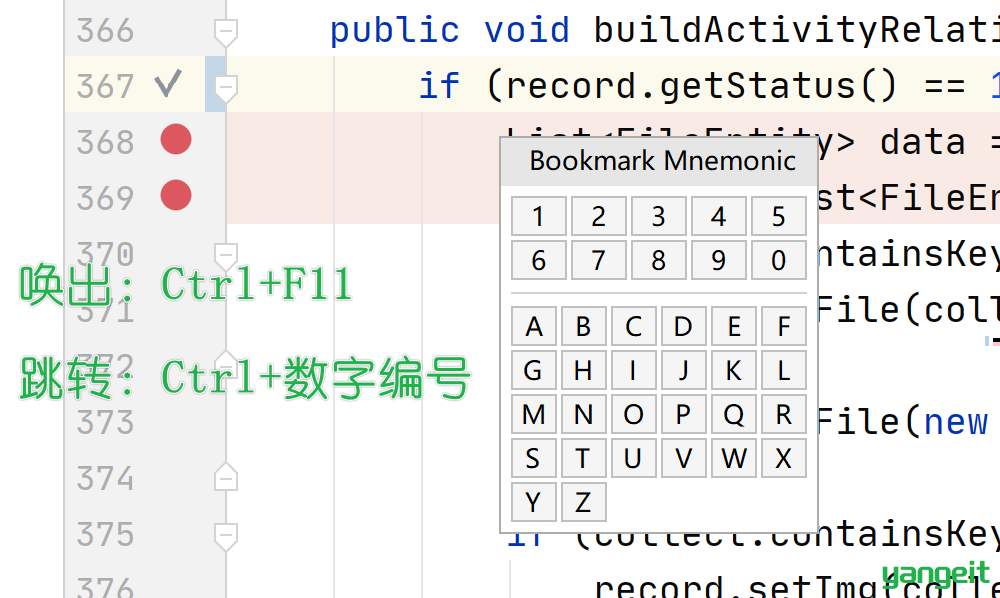 366 public void buildActivityRelati
367 if (record.getStatus() == 1
368 List<FileEntity> data =
369 st<FileEn
370 ntainsKey
371 File(coll
372
373 File(new
374
375 if (collect.containsKey
376 record.setImg(colle
Bookmark Mnemonic
1 2 3 4 5
6 7 8 9 0
A B C D E F
G H I J K L
M N O P Q R
S T U V W X
Y Z
唤出：Ctrl+F11
跳转：Ctrl+数字编号
yangeit